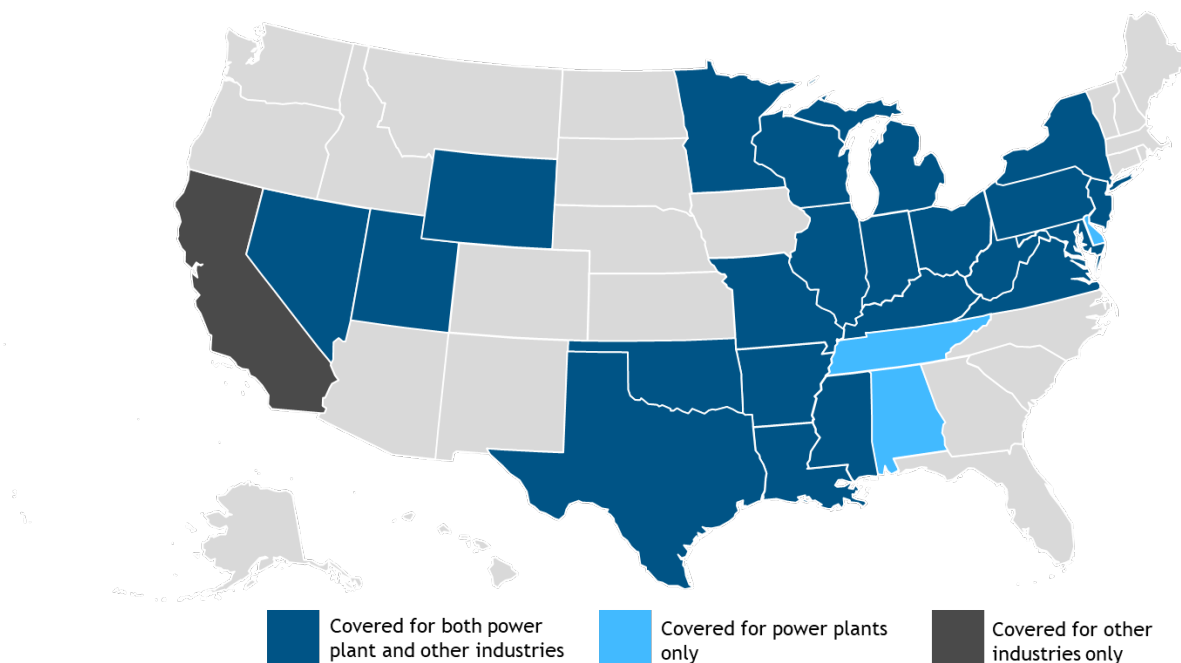 Covered for both power
plant and other industries
Covered for power plants
only
Covered for other
industries only